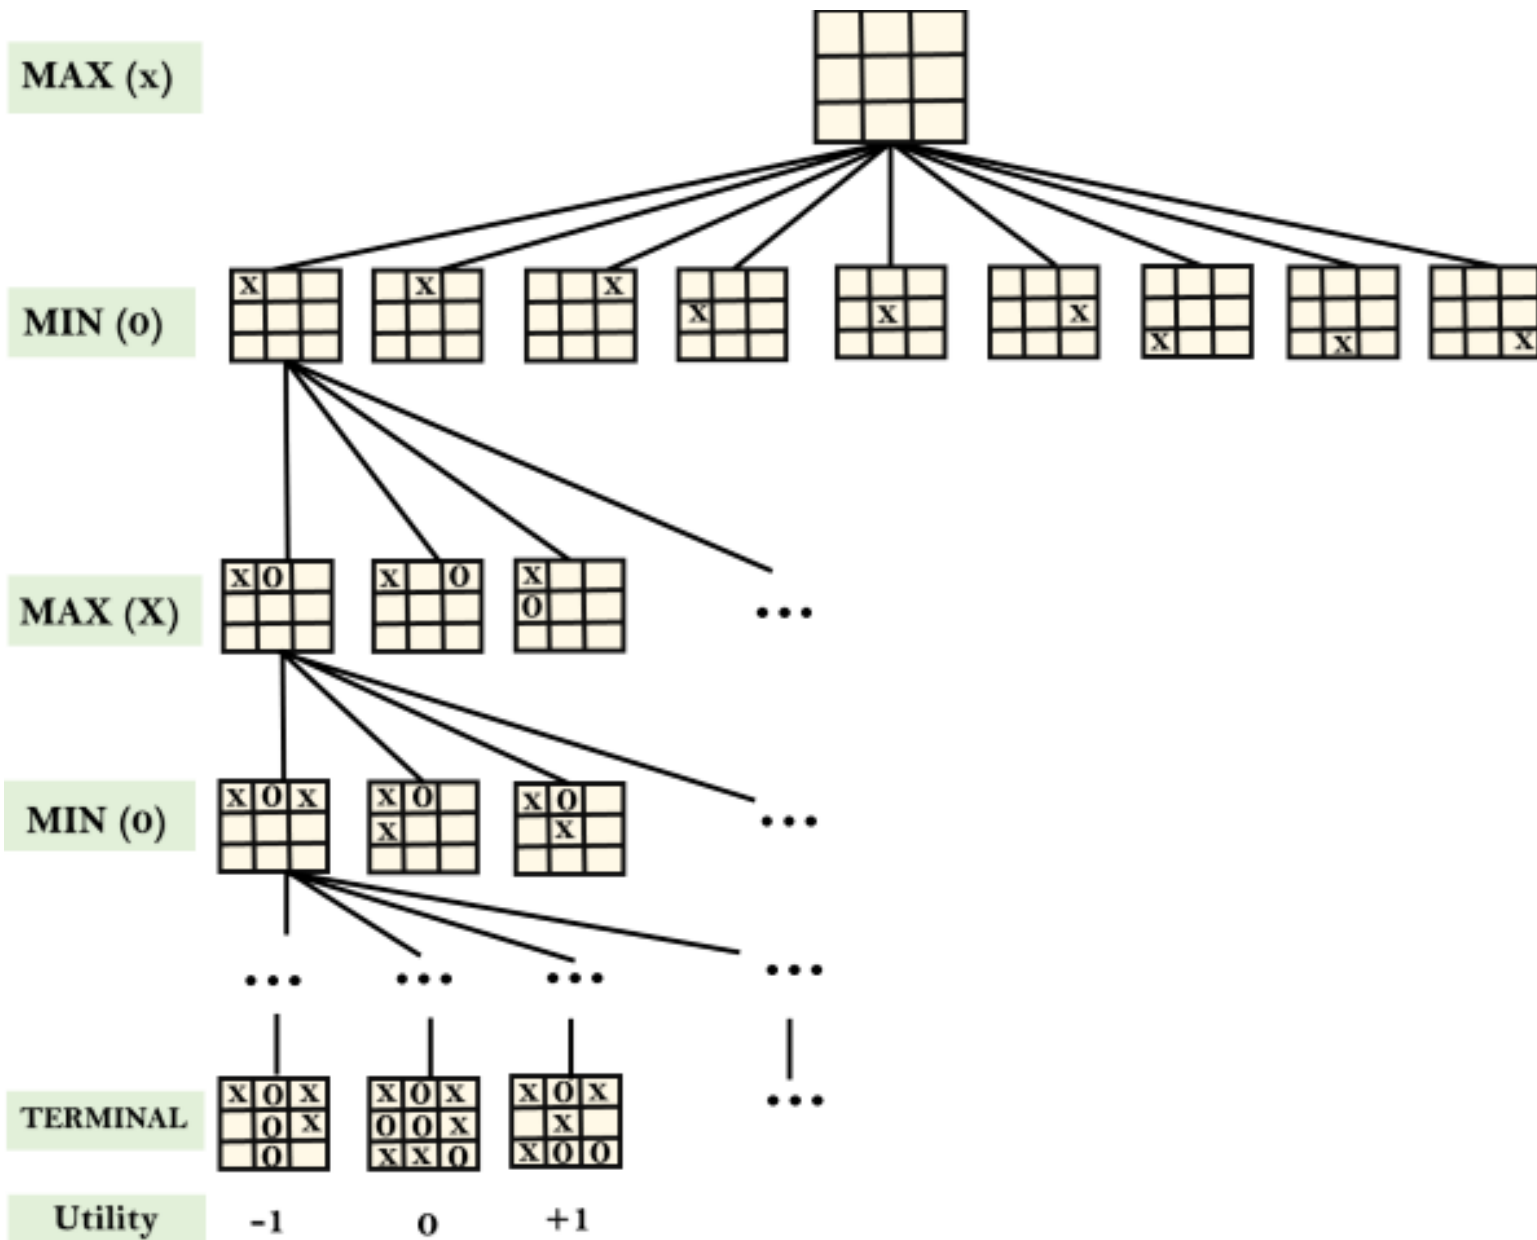 MAX (x)
MIN (o)
X X X X X X X X X
MAX (X)
X O
X O
X
O
...
MIN (o)
X O X
X O
X
X O
X
...
... ... ... ...
TERMINAL
X O X
O X
O
X O X
O O X
X X O
X O X
X
X O O
...
Utility
-1
0
+1